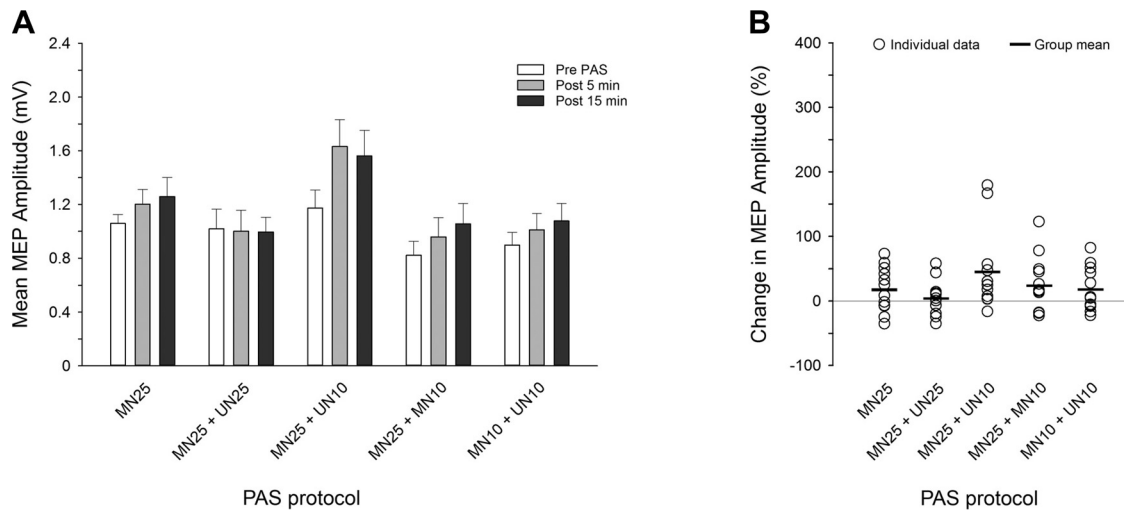 A
Mean MEP Amplitude (mV)
2.4
2.0
1.6
1.2
0.8
0.4
0
Pre PAS
Post 5 min
Post 15 min
MN25
MN25 + UN25
MN25 + UN10
MN25 + MN10
MN10 + UN10
PAS protocol
B
Change in MEP Amplitude (%)
400
300
200
100
0
-100
Individual data
Group mean
MN25
MN25 + UN25
MN25 + UN10
MN25 + MN10
MN10 + UN10
PAS protocol